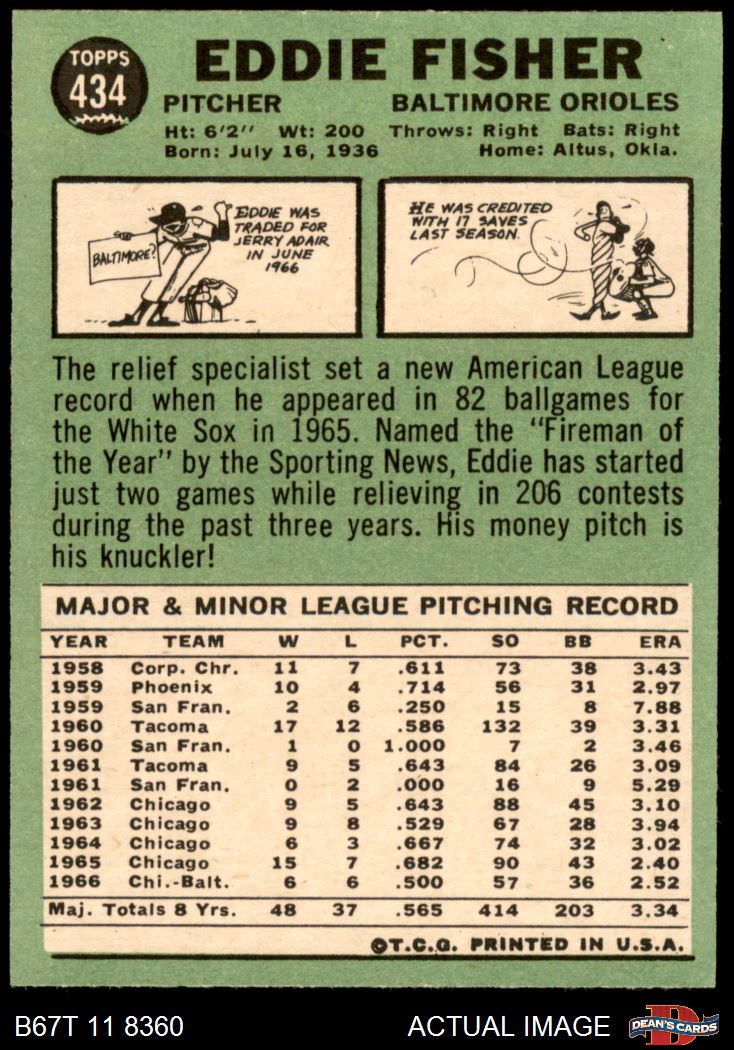 TOPPS
434
EDDIE FISHER
PITCHER BALTIMORE ORIOLES
Ht: 6'2" Wt: 200 Throws: Right Bats: Right
Born: July 16, 1936 Home: Altus, Okla.
BALTIMORE?
EDDIE WAS
TRADED FOR
JERRY ADAIR
IN JUNE
1966
HE WAS CREDITED
WITH 17 SAVES
LAST SEASON.
The relief specialist set a new American League
record when he appeared in 82 ballgames for
the White Sox in 1965. Named the "Fireman of
the Year" by the Sporting News, Eddie has started
just two games while relieving in 206 contests
during the past three years. His money pitch is
his knuckler!
MAJOR & MINOR LEAGUE PITCHING RECORD
YEAR TEAM W L PCT. SO BB ERA
1958 Corp. Chr. 11 7 .611 73 38 3.43
1959 Phoenix 10 4 .714 56 31 2.97
1959 San Fran. 2 6 .250 15 8 7.88
1960 Tacoma 17 12 .586 132 39 3.31
1960 San Fran. 1 0 1.000 7 2 3.46
1961 Tacoma 9 5 .643 84 26 3.09
1961 San Fran. 0 2 .000 16 9 5.29
1962 Chicago 9 5 .643 88 45 3.10
1963 Chicago 9 8 .529 67 28 3.94
1964 Chicago 6 3 .667 74 32 3.02
1965 Chicago 15 7 .682 90 43 2.40
1966 Chi.-Balt. 6 6 .500 57 36 2.52
Maj. Totals 8 Yrs. 48 37 .565 414 203 3.34
©T.C.G. PRINTED IN U.S.A.
B67T 11 8360 ACTUAL IMAGE DEAN'S CARDS